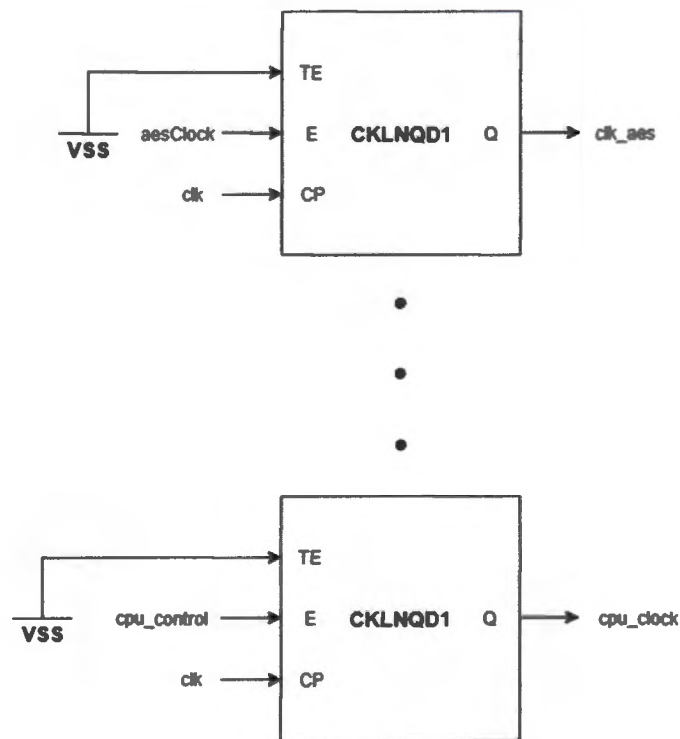 TE
aesClock E CKLNQD1 Q clk_aes
VSS
clk CP
TE
cpu_control E CKLNQD1 Q cpu_clock
VSS
clk CP